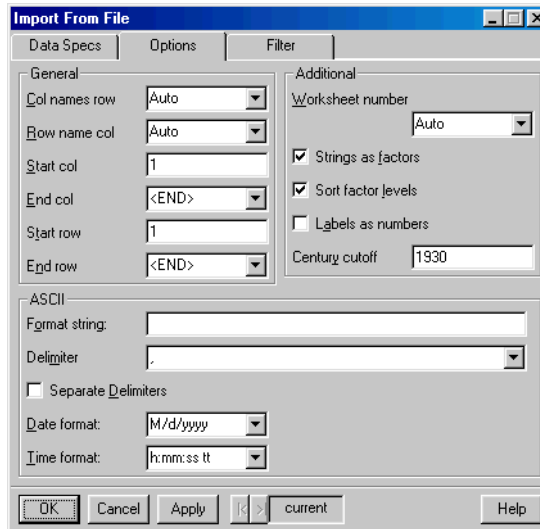 Import From File
Data Specs Options Filter
General
Col names row Auto
Row name col Auto
Start col 1
End col <END>
Start row 1
End row <END>
Additional
Worksheet number
Auto
Strings as factors
Sort factor levels
Labels as numbers
Century cutoff 1930
ASCII
Format string:
Delimiter ,
Separate Delimiters
Date format: M/d/yyyy
Time format: h:mm:ss tt
OK Cancel Apply |< > current Help